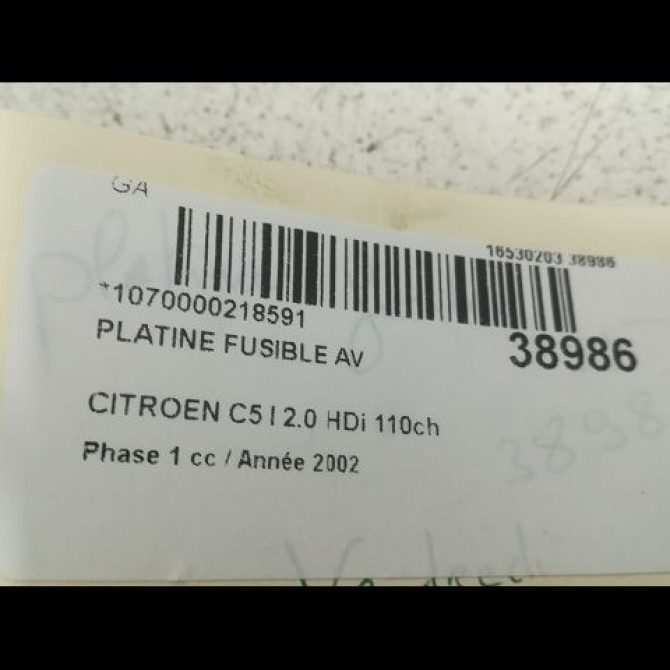 GA
16530203 38986
*1070000218591
38986
PLATINE FUSIBLE AV
CITROEN C5 I 2.0 HDi 110ch
Phase 1 cc / Année 2002
3898